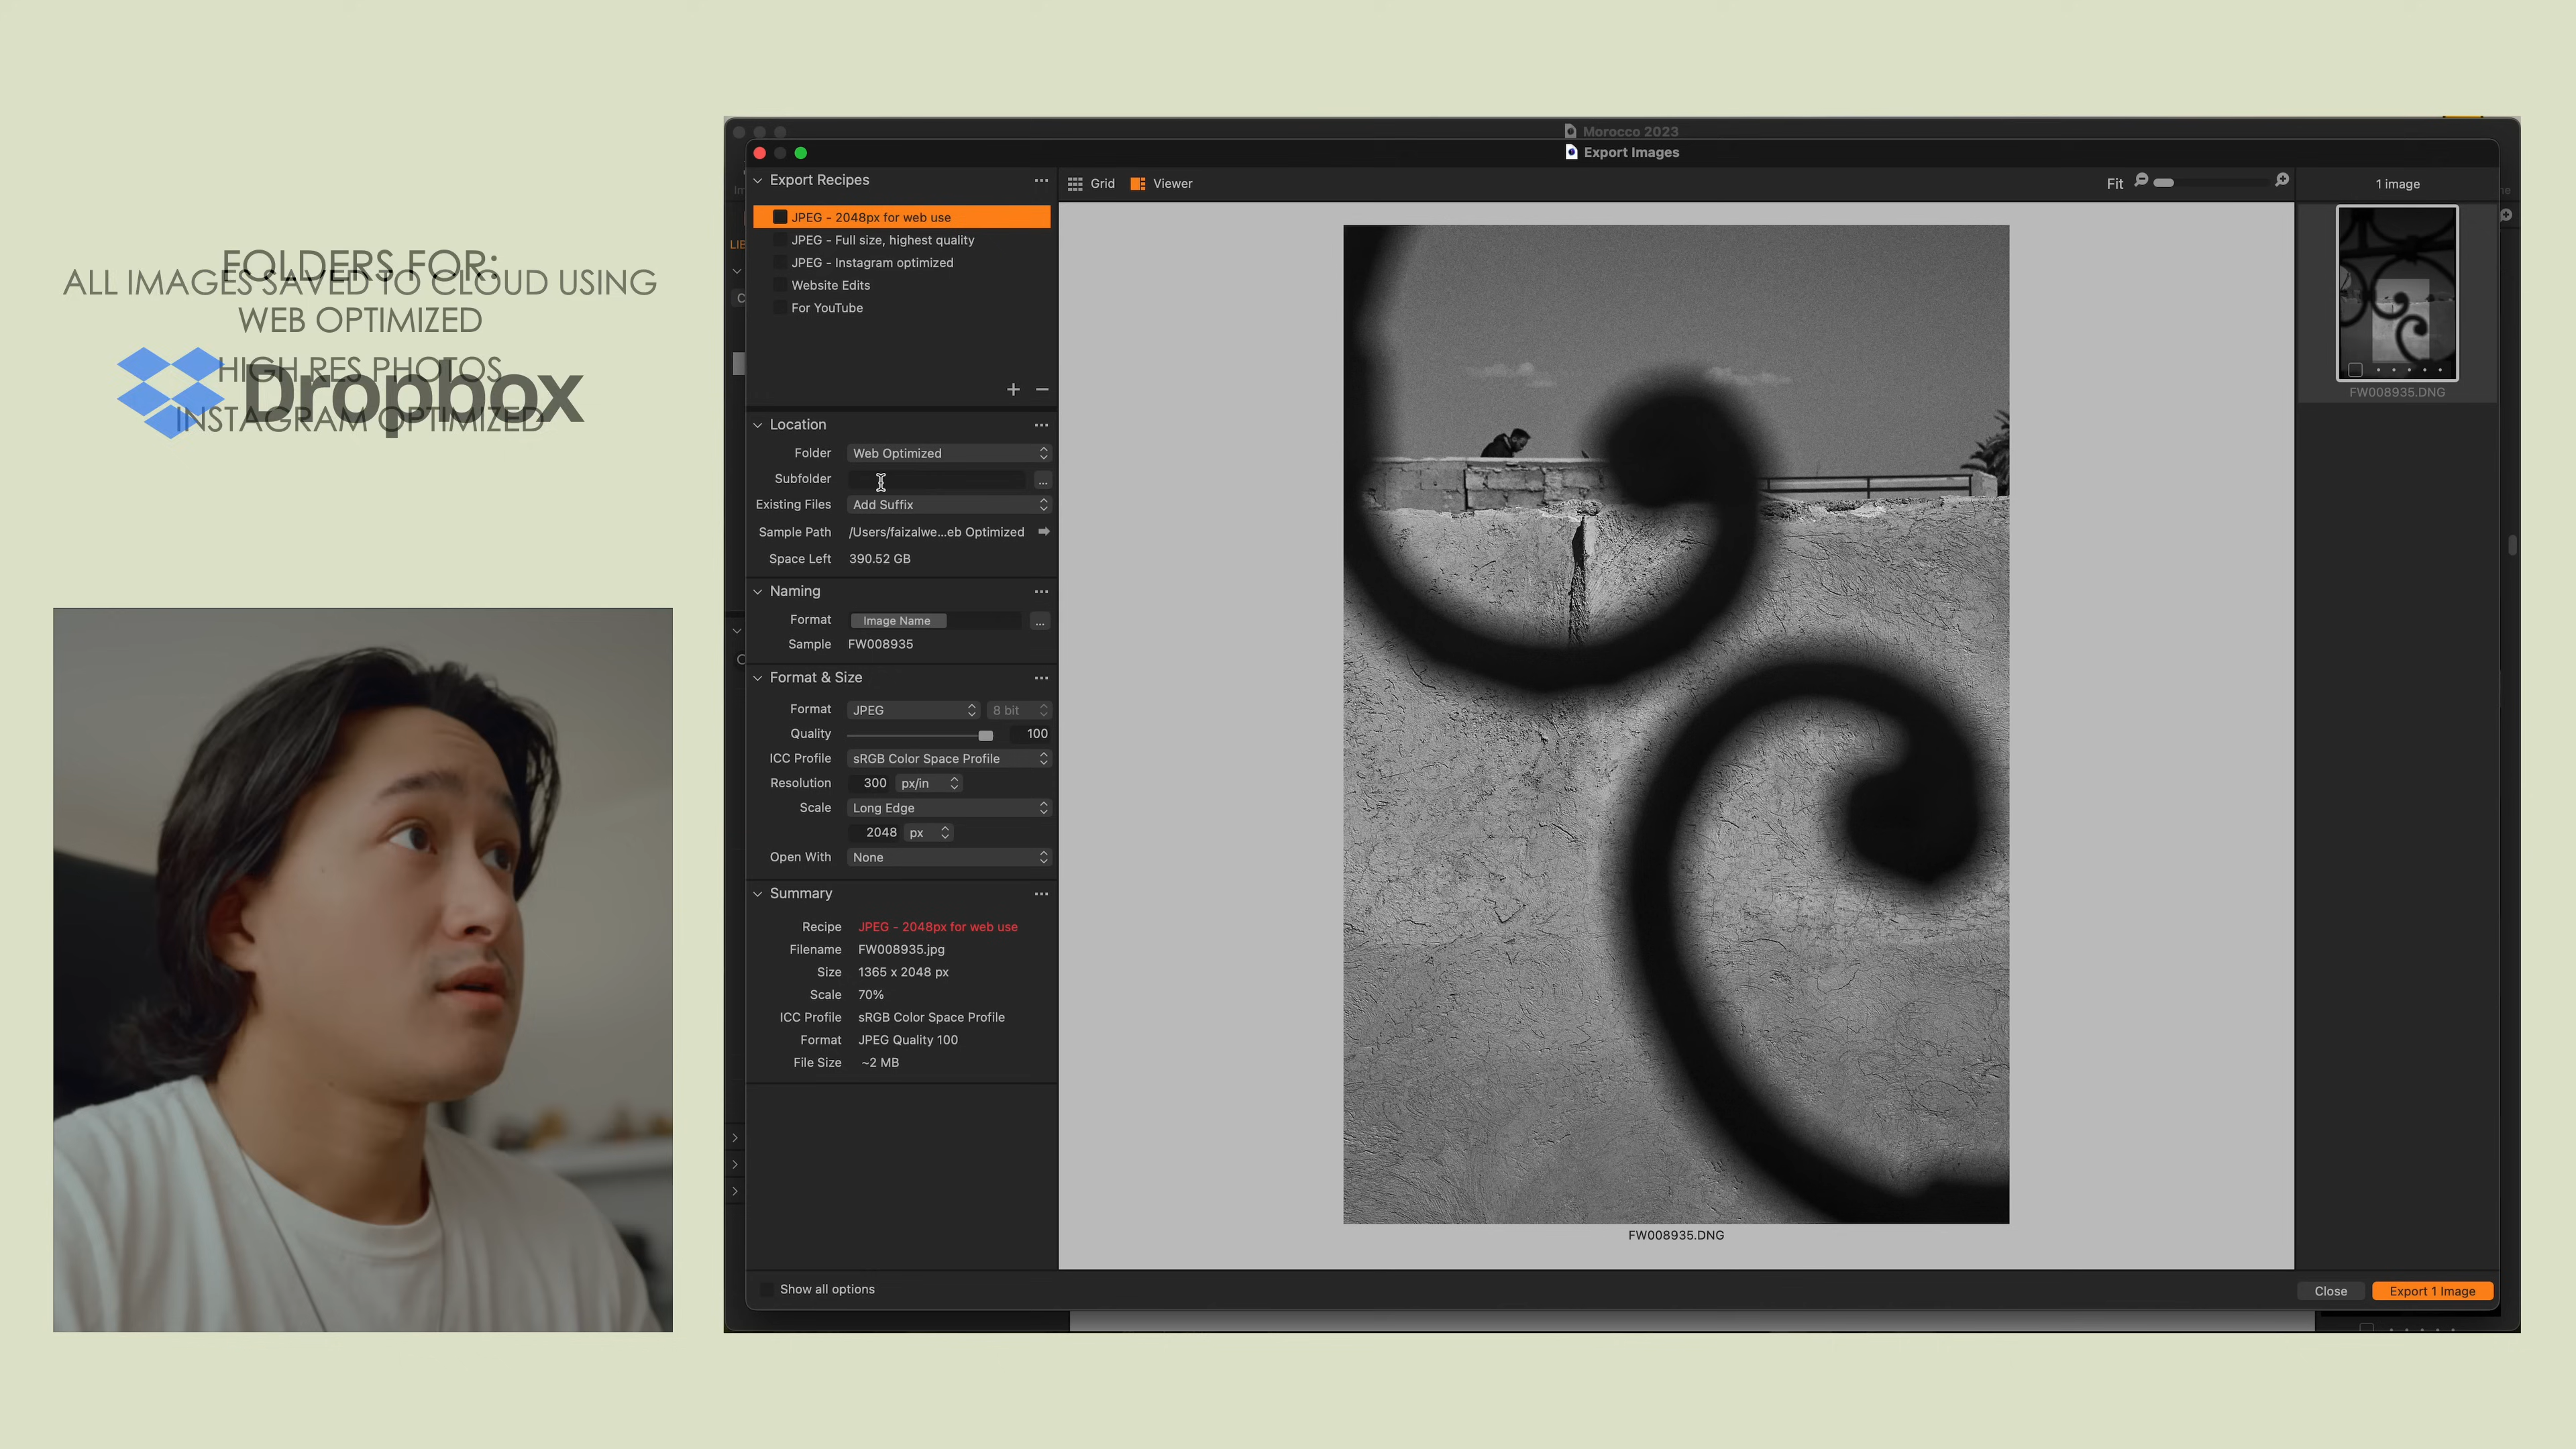 FOLDERS FOR:
ALL IMAGES SAVED TO CLOUD USING
WEB OPTIMIZED
HIGH RES PHOTOS
Dropbox
INSTAGRAM OPTIMIZED
Morocco 2023
Export Images
Export Recipes
JPEG - 2048px for web use
JPEG - Full size, highest quality
JPEG - Instagram optimized
Website Edits
For YouTube
Location
Folder Web Optimized
Subfolder
Existing Files Add Suffix
Sample Path /Users/faizalwe...eb Optimized
Space Left 390.52 GB
Naming
Format Image Name
Sample FW008935
Format & Size
Format JPEG 8 bit
Quality 100
ICC Profile sRGB Color Space Profile
Resolution 300 px/in
Scale Long Edge
2048 px
Open With None
Summary
Recipe JPEG - 2048px for web use
Filename FW008935.jpg
Size 1365 x 2048 px
Scale 70%
ICC Profile sRGB Color Space Profile
Format JPEG Quality 100
File Size ~2 MB
Show all options
Grid Viewer
Fit
1 image
FW008935.DNG
FW008935.DNG
Close Export 1 Image